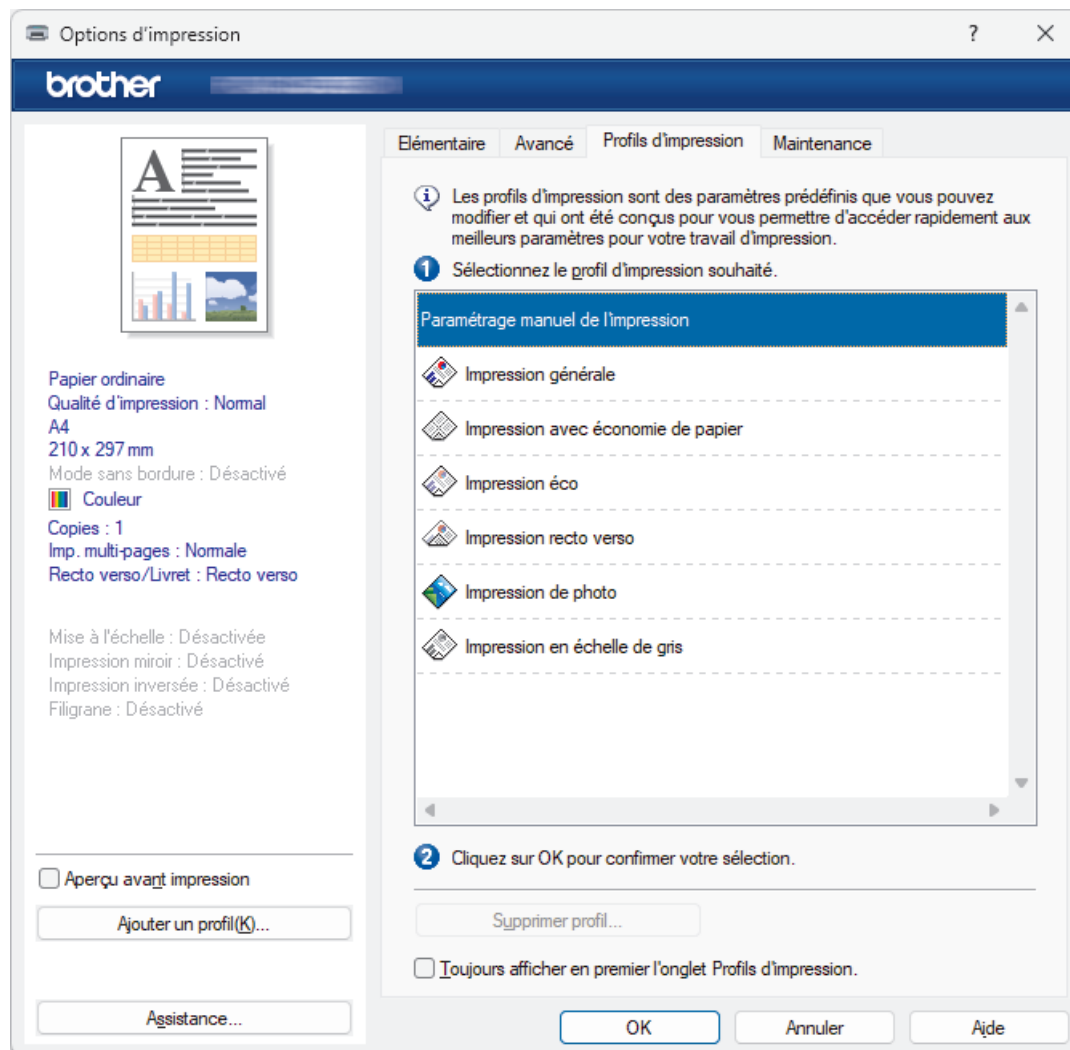 Options d'impression
?
brother
A
Elémentaire
Avancé
Profils d'impression
Maintenance
Les profils d'impression sont des paramètres prédéfinis que vous pouvez
modifier et qui ont été conçus pour vous permettre d'accéder rapidement aux
meilleurs paramètres pour votre travail d'impression.
1 Sélectionnez le profil d'impression souhaité.
Paramétrage manuel de l'impression
Impression générale
Impression avec économie de papier
Impression éco
Impression recto verso
Impression de photo
Impression en échelle de gris
Papier ordinaire
Qualité d'impression : Normal
A4
210 x 297 mm
Mode sans bordure : Désactivé
Couleur
Copies : 1
Imp. multi-pages : Normale
Recto verso/Livret : Recto verso
Mise à l'échelle : Désactivée
Impression miroir : Désactivé
Impression inversée : Désactivé
Filigrane : Désactivé
2 Cliquez sur OK pour confirmer votre sélection.
Aperçu avant impression
Ajouter un profil(K)...
Supprimer profil...
Toujours afficher en premier l'onglet Profils d'impression.
Assistance...
OK
Annuler
Aide